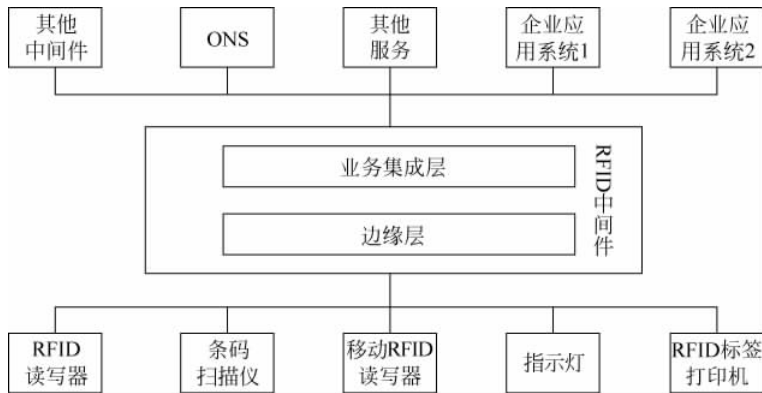 其他
中间件
ONS
其他
服务
企业应
用系统1
企业应
用系统2
业务集成层
边缘层
RFID中间件
RFID
读写器
条码
扫描仪
移动RFID
读写器
指示灯
RFID标签
打印机